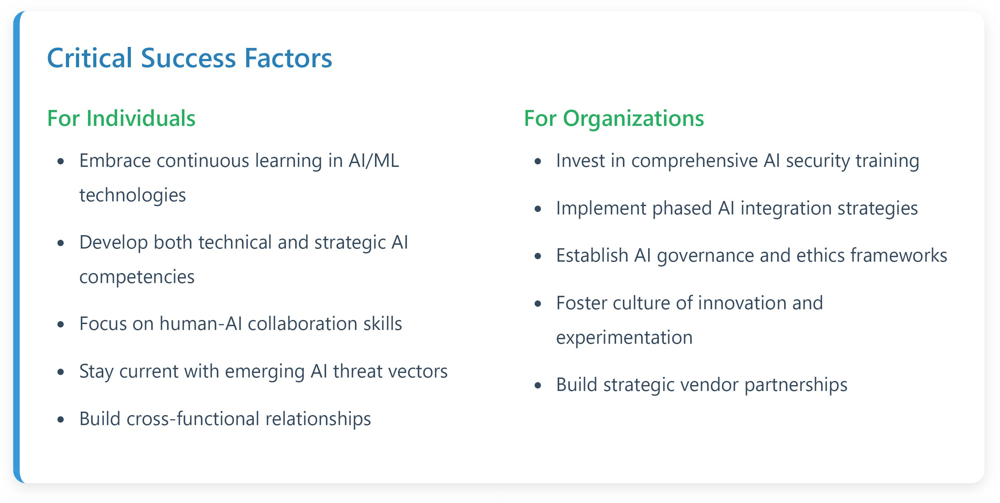 Critical Success Factors
For Individuals
• Embrace continuous learning in AI/ML
technologies
• Develop both technical and strategic AI
competencies
• Focus on human-AI collaboration skills
• Stay current with emerging AI threat vectors
• Build cross-functional relationships
For Organizations
• Invest in comprehensive AI security training
• Implement phased AI integration strategies
• Establish AI governance and ethics frameworks
• Foster culture of innovation and
experimentation
• Build strategic vendor partnerships